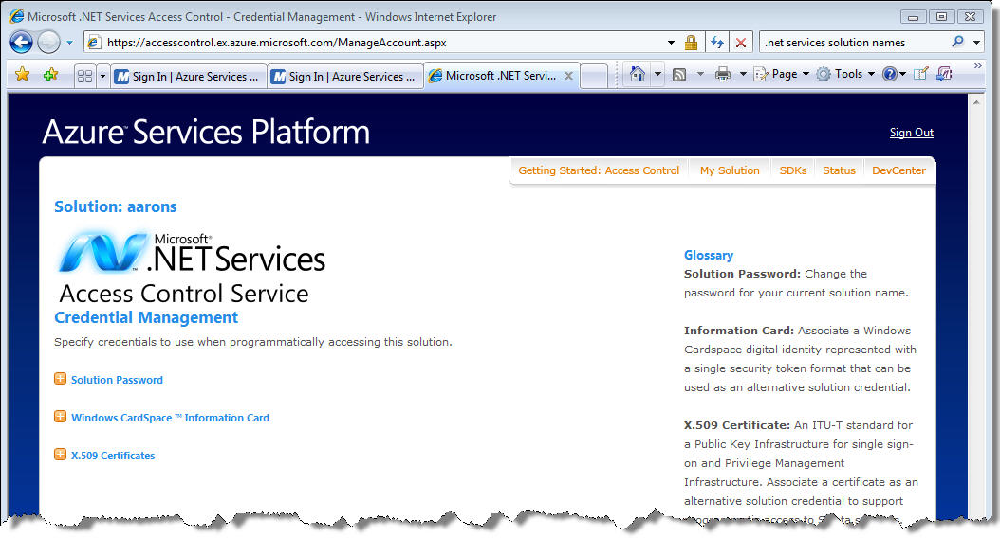 Microsoft .NET Services Access Control - Credential Management - Windows Internet Explorer
https://accesscontrol.ex.azure.microsoft.com/ManageAccount.aspx
.net services solution names
Sign In | Azure Services ...
Sign In | Azure Services ...
Microsoft .NET Servi...
Page
Tools
Azure™ Services Platform
Sign Out
Getting Started: Access Control
My Solution
SDKs
Status
DevCenter
Solution: aarons
Microsoft®
.NET Services
Access Control Service
Credential Management
Specify credentials to use when programmatically accessing this solution.
Solution Password
Windows CardSpace ™ Information Card
X.509 Certificates
Glossary
Solution Password: Change the
password for your current solution name.
Information Card: Associate a Windows
Cardspace digital identity represented with
a single security token format that can be
used as an alternative solution credential.
X.509 Certificate: An ITU-T standard for
a Public Key Infrastructure for single sign-
on and Privilege Management
Infrastructure. Associate a certificate as an
alternative solution credential to support
access to